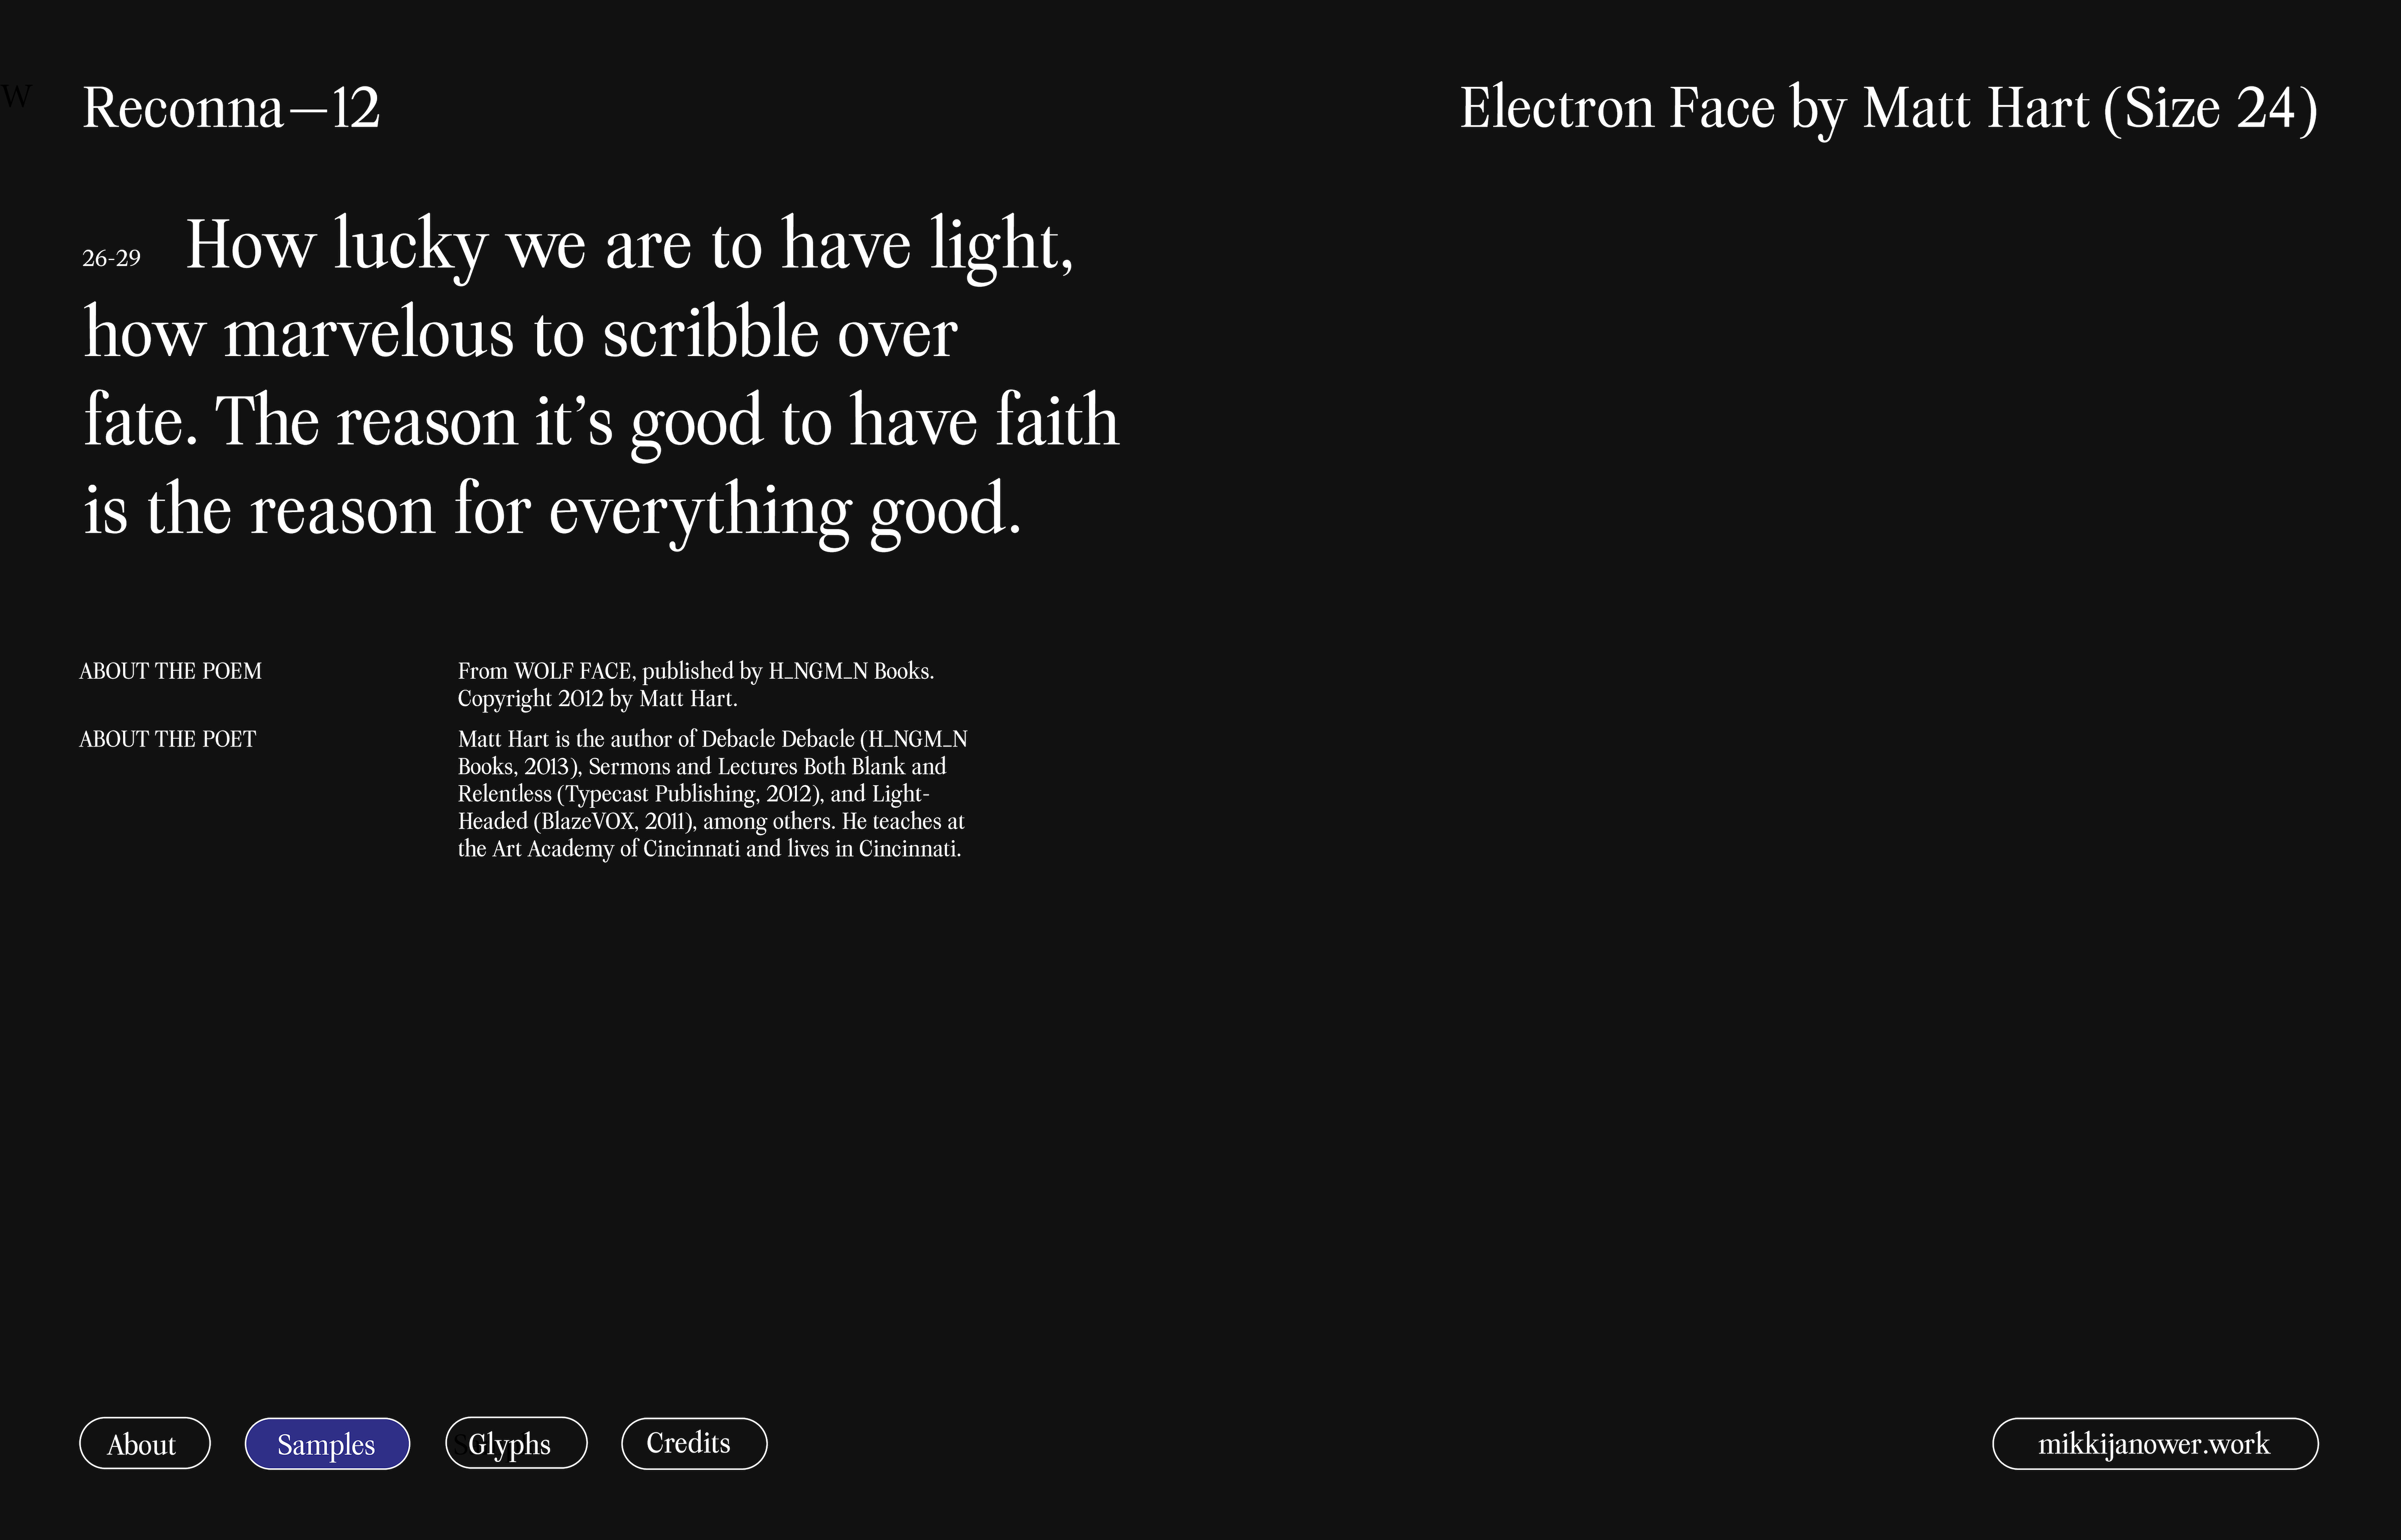 W
Reconna—12
Electron Face by Matt Hart (Size 24)
26-29 How lucky we are to have light,
how marvelous to scribble over
fate. The reason it’s good to have faith
is the reason for everything good.
ABOUT THE POEM
From WOLF FACE, published by H_NGM_N Books.
Copyright 2012 by Matt Hart.
ABOUT THE POET
Matt Hart is the author of Debacle Debacle (H_NGM_N
Books, 2013), Sermons and Lectures Both Blank and
Relentless (Typecast Publishing, 2012), and Light-
Headed (BlazeVOX, 2011), among others. He teaches at
the Art Academy of Cincinnati and lives in Cincinnati.
About
Samples
Glyphs
Credits
mikkijanower.work